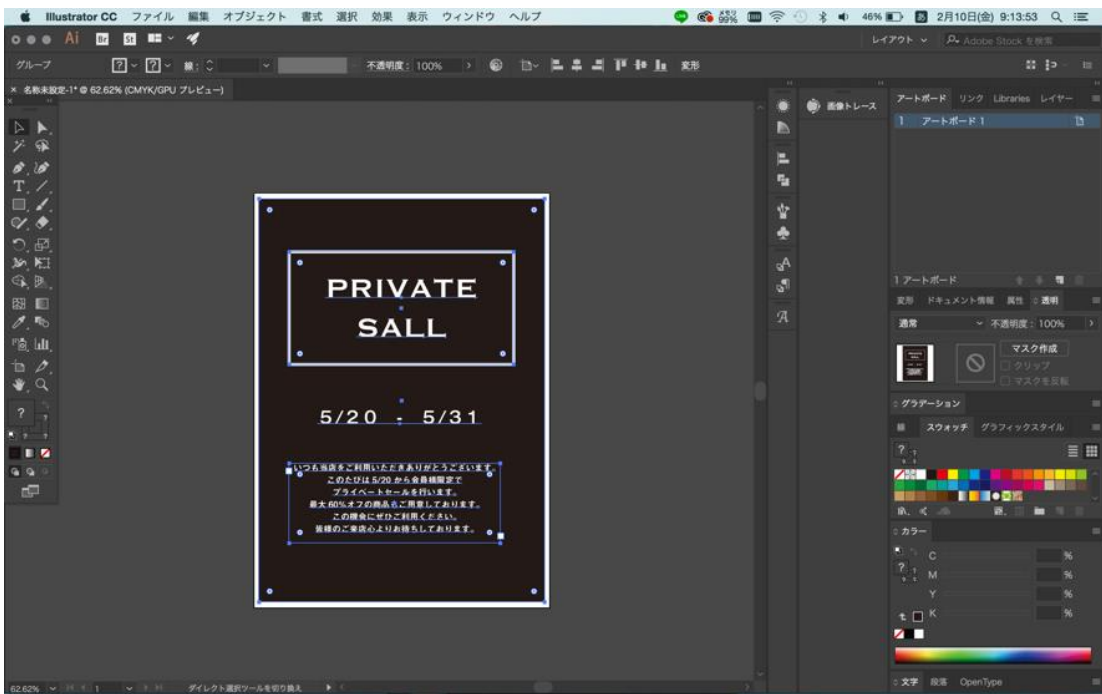 Illustrator CC ファイル 編集 オブジェクト 書式 選択 効果 表示 ウィンドウ ヘルプ 99% 46% 2月10日(金) 9:13:53
Ai Br St レイアウト Adobe Stock を検索
グループ ? ? 線: 不透明度: 100% 変形
× 名称未設定-1* @ 62.62% (CMYK/GPU プレビュー)
画像トレース
アートボード リンク Libraries レイヤー
1 アートボード 1
PRIVATE
SALL
5/20 - 5/31
いつも当店をご利用いただきありがとうございます。
このたびは 5/20 から会員様限定で
プライベートセールを行います。
最大 60%オフの商品をご用意しております。
この機会にぜひご利用ください。
皆様のご来店心よりお待ちしております。
1 アートボード
変形 ドキュメント情報 属性 透明
通常 不透明度: 100%
マスク作成
クリップ
マスクを反転
グラデーション
線 スウォッチ グラフィックスタイル
カラー
C %
M %
Y %
K %
文字 段落 OpenType
62.62% 1 ダイレクト選択ツールを切り換え